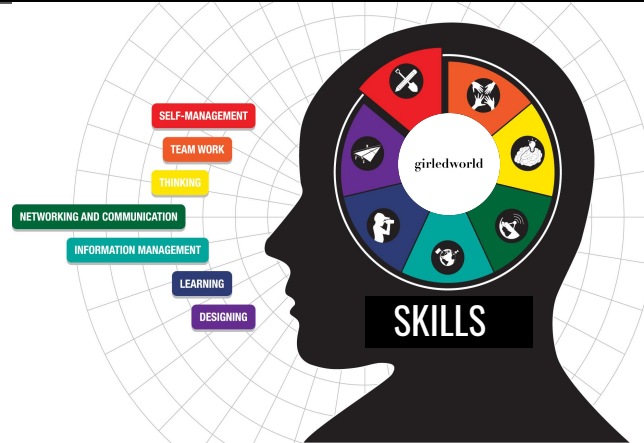 SELF-MANAGEMENT
TEAM WORK
THINKING
NETWORKING AND COMMUNICATION
INFORMATION MANAGEMENT
LEARNING
DESIGNING
girledworld
SKILLS